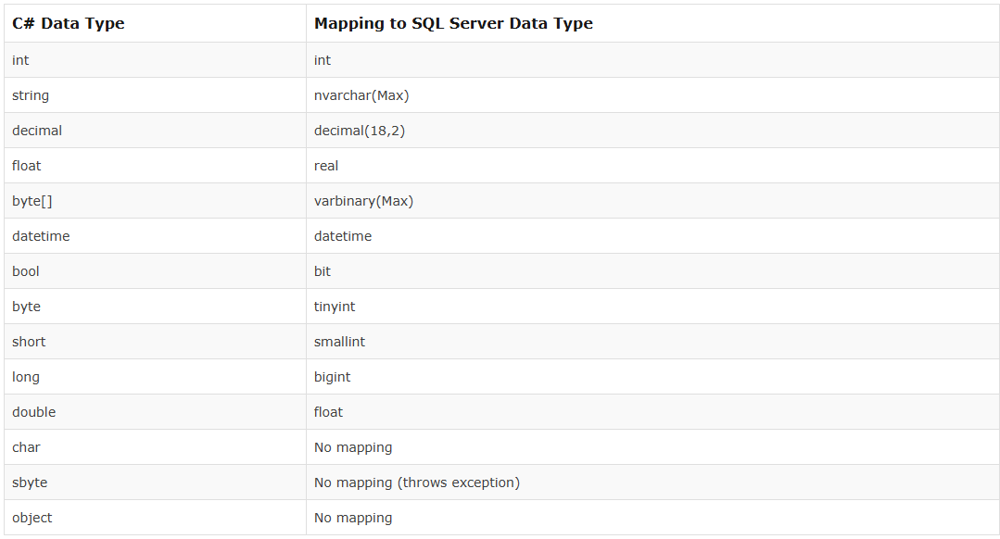 C# Data Type Mapping to SQL Server Data Type
int int
string nvarchar(Max)
decimal decimal(18,2)
float real
byte[] varbinary(Max)
datetime datetime
bool bit
byte tinyint
short smallint
long bigint
double float
char No mapping
sbyte No mapping (throws exception)
object No mapping